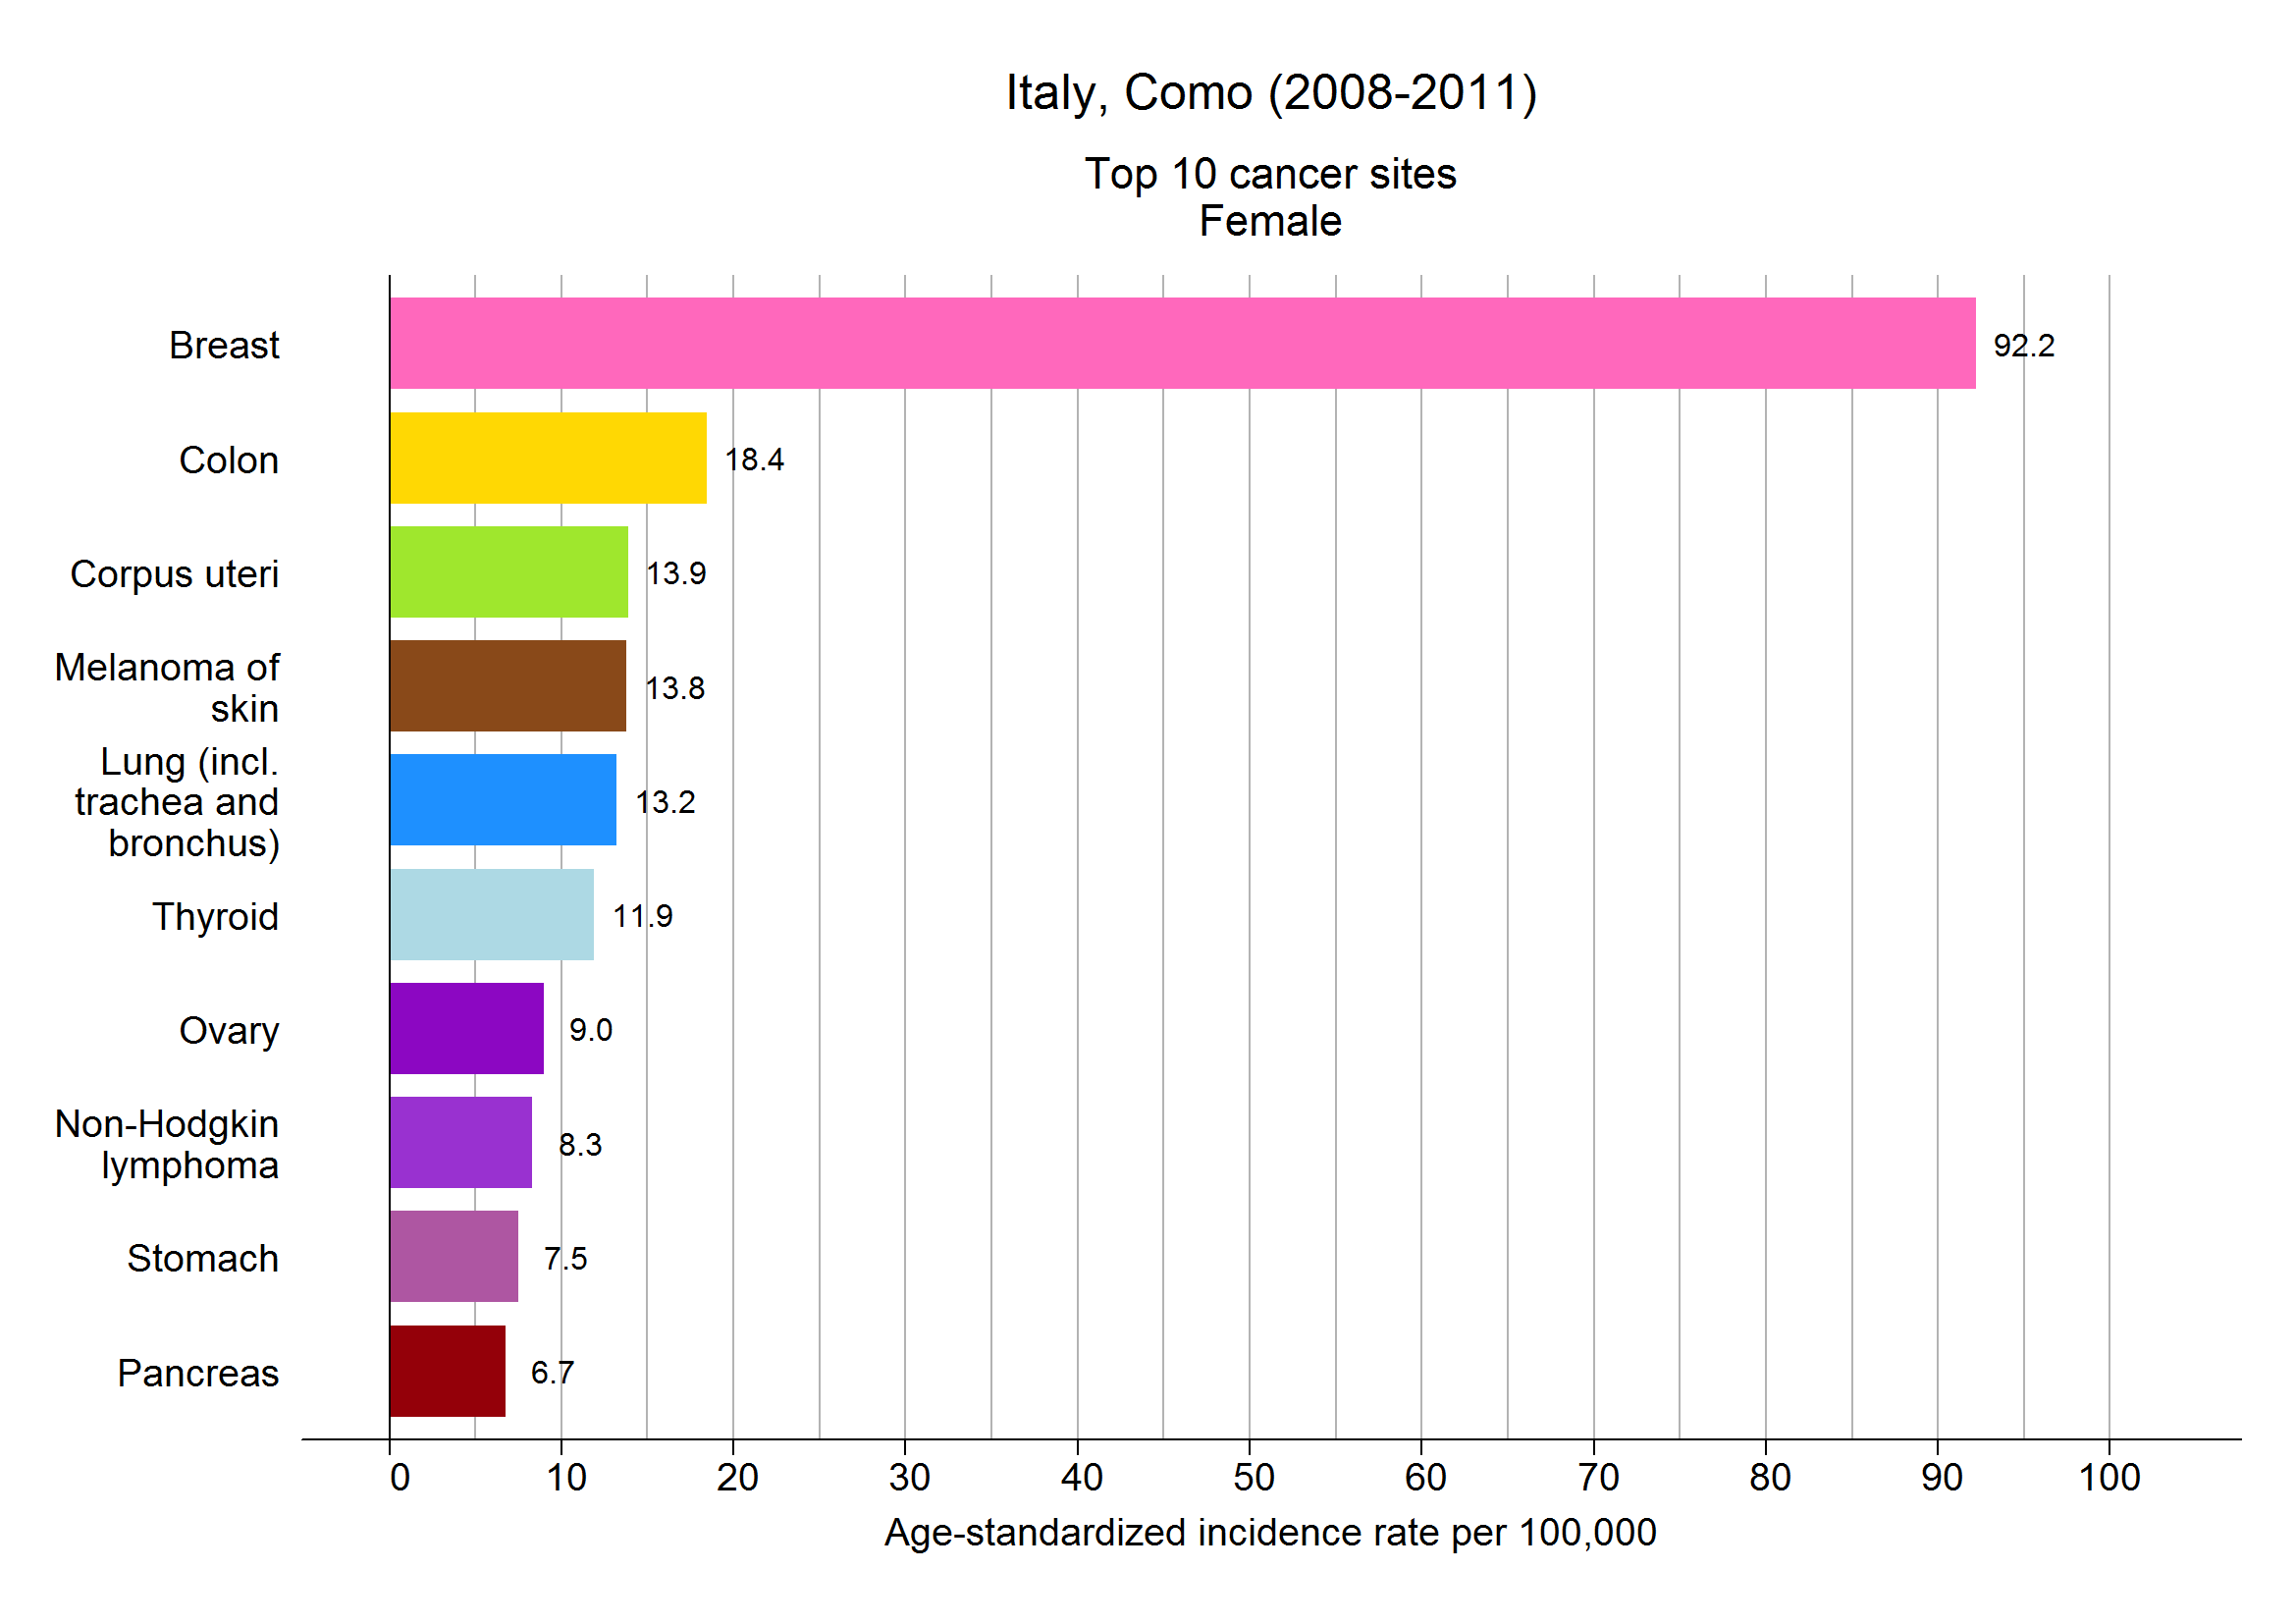 Italy, Como (2008-2011)
Top 10 cancer sites
Female
Breast
92.2
Colon
18.4
Corpus uteri
13.9
Melanoma of
skin
13.8
Lung (incl.
trachea and
bronchus)
13.2
Thyroid
11.9
Ovary
9.0
Non-Hodgkin
lymphoma
8.3
Stomach
7.5
Pancreas
6.7
0 10 20 30 40 50 60 70 80 90 100
Age-standardized incidence rate per 100,000